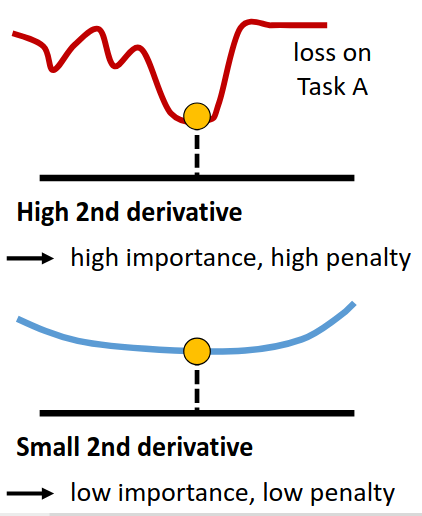 loss on
Task A
High 2nd derivative
high importance, high penalty
Small 2nd derivative
low importance, low penalty